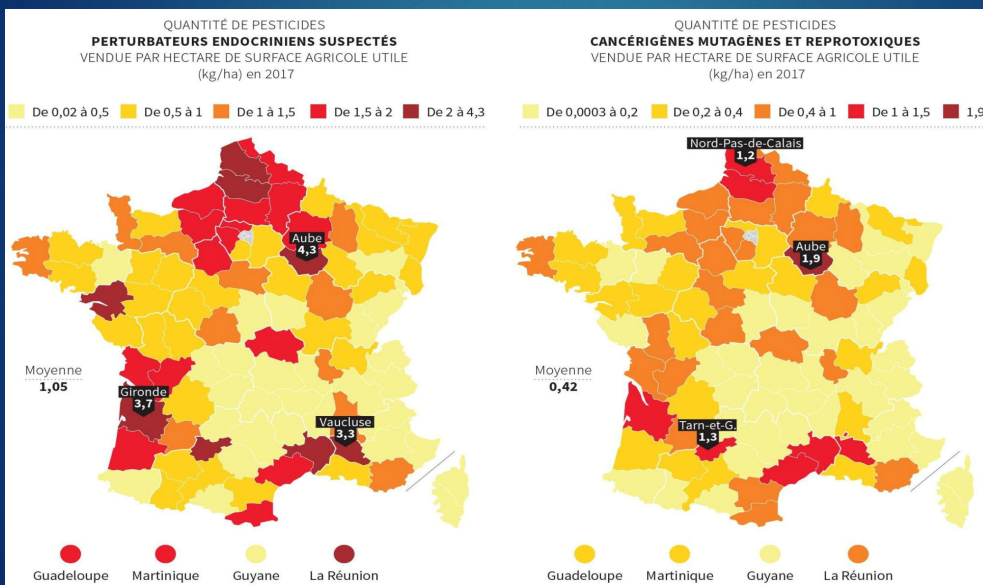 QUANTITÉ DE PESTICIDES
PERTURBATEURS ENDOCRINIENS SUSPECTÉS
VENDUE PAR HECTARE DE SURFACE AGRICOLE UTILE
(kg/ha) en 2017
De 0,02 à 0,5 De 0,5 à 1 De 1 à 1,5 De 1,5 à 2 De 2 à 4,3
Aube
4,3
Moyenne
1,05
Gironde
3,7
Vaucluse
3,3
Guadeloupe Martinique Guyane La Réunion
QUANTITÉ DE PESTICIDES
CANCÉRIGÈNES MUTAGÈNES ET REPROTOXIQUES
VENDUE PAR HECTARE DE SURFACE AGRICOLE UTILE
(kg/ha) en 2017
De 0,0003 à 0,2 De 0,2 à 0,4 De 0,4 à 1 De 1 à 1,5 1,9
Nord-Pas-de-Calais
1,2
Aube
1,9
Moyenne
0,42
Tarn-et-G.
1,3
Guadeloupe Martinique Guyane La Réunion